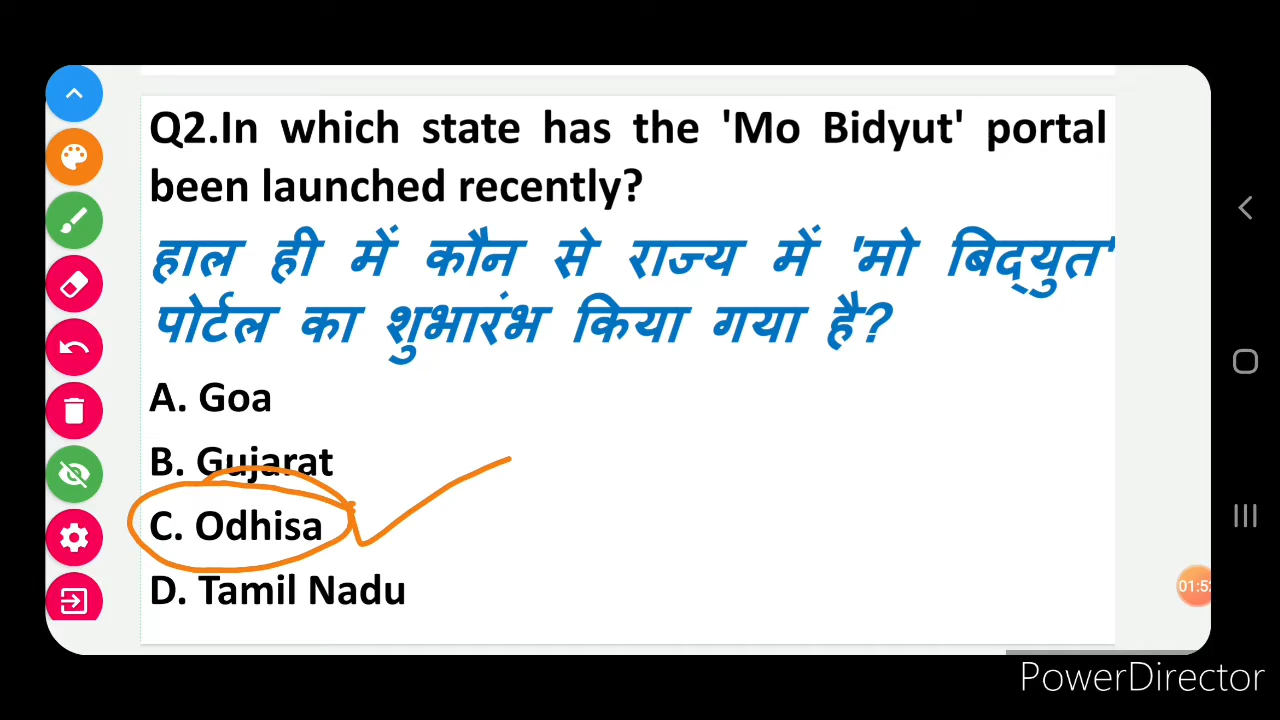 Q2.In which state has the 'Mo Bidyut' portal
been launched recently?
हाल ही में कौन से राज्य में 'मो बिद्युत'
पोर्टल का शुभारंभ किया गया है?
A. Goa
B. Gujarat
C. Odhisa
D. Tamil Nadu
01:52
PowerDirector